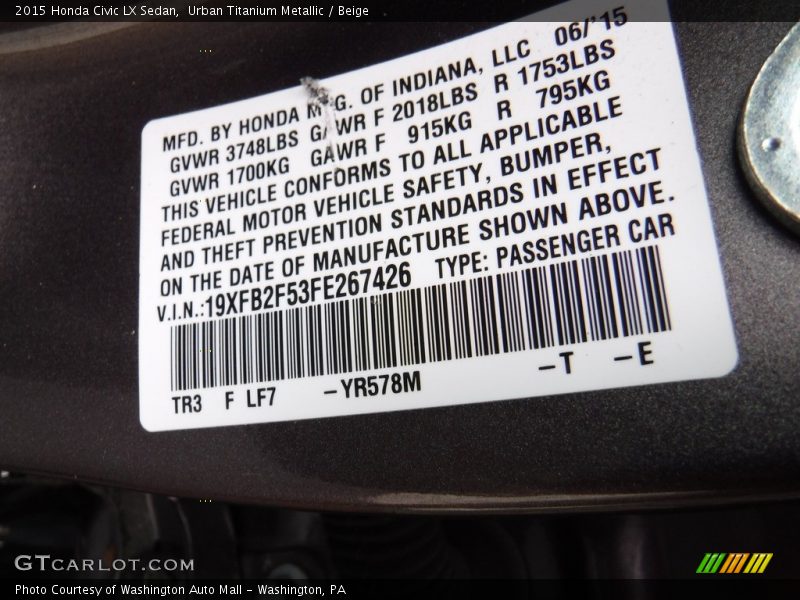 2015 Honda Civic LX Sedan,  Urban Titanium Metallic / Beige
MFD. BY HONDA MFG. OF INDIANA, LLC 06/'15
GVWR 3748LBS GAWR F 2018LBS R 1753LBS
GVWR 1700KG GAWR F 915KG R 795KG
THIS VEHICLE CONFORMS TO ALL APPLICABLE
FEDERAL MOTOR VEHICLE SAFETY, BUMPER,
AND THEFT PREVENTION STANDARDS IN EFFECT
ON THE DATE OF MANUFACTURE SHOWN ABOVE.
V.I.N.:19XFB2F53FE267426 TYPE: PASSENGER CAR
TR3 F LF7 –YR578M –T –E
GTCARLOT.COM
Photo Courtesy of Washington Auto Mall – Washington, PA